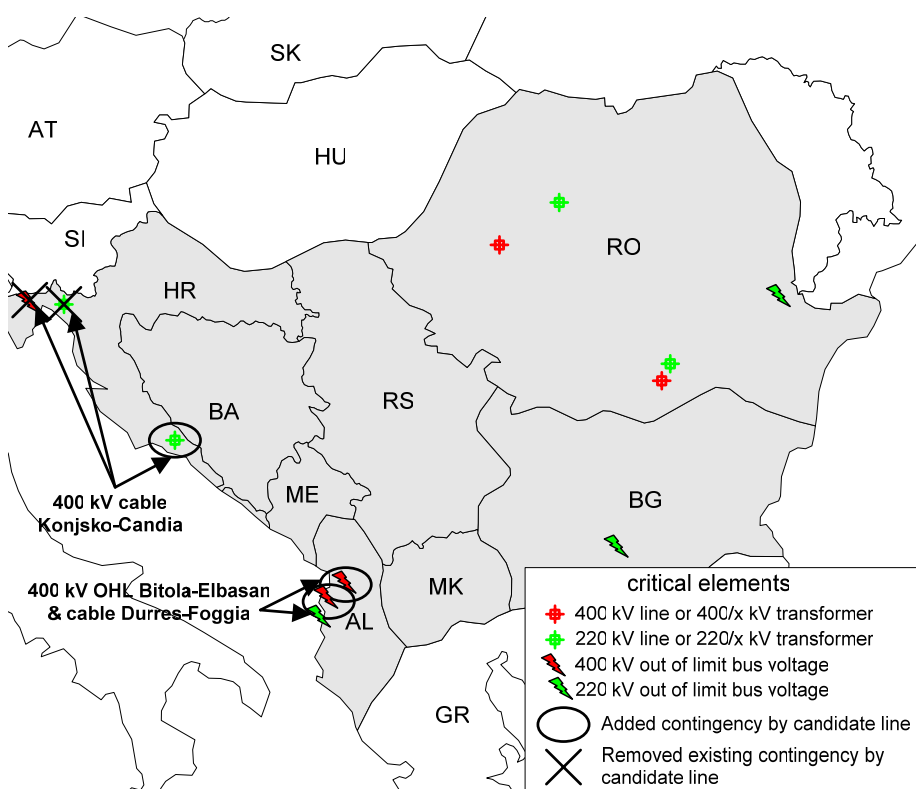 SK
AT
HU
SI
RO
HR
BA
RS
ME
BG
400 kV cable
Konjsko-Candia
400 kV OHL Bitola-Elbasan
& cable Durres-Foggia
MK
AL
GR
critical elements
400 kV line or 400/x kV transformer
220 kV line or 220/x kV transformer
400 kV out of limit bus voltage
220 kV out of limit bus voltage
Added contingency by candidate line
Removed existing contingency by
candidate line